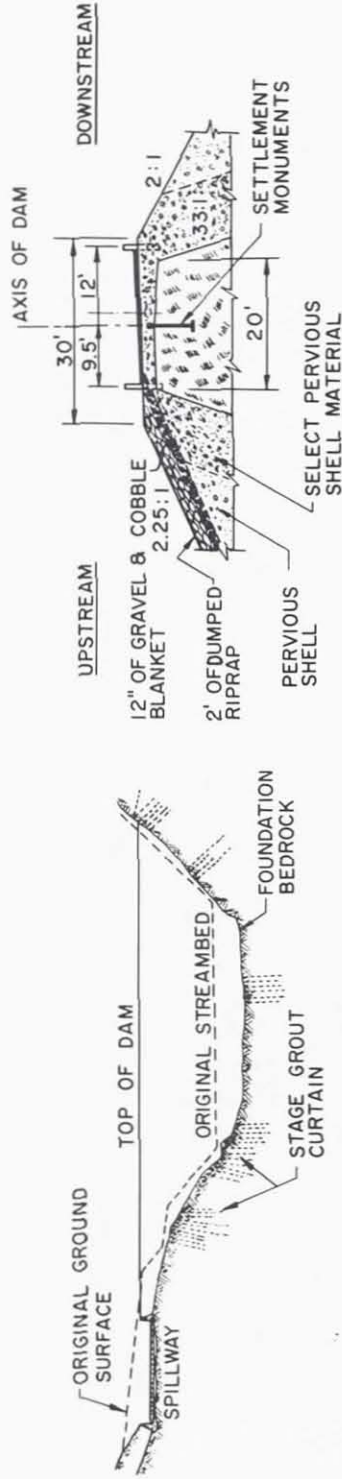 ORIGINAL GROUND
SURFACE
TOP OF DAM
SPILLWAY
ORIGINAL STREAMBED
STAGE GROUT
CURTAIN
FOUNDATION
BEDROCK
UPSTREAM
AXIS OF DAM
DOWNSTREAM
30'
9.5'
12'
12" OF GRAVEL & COBBLE
BLANKET
2.25:1
2:1
2' OF DUMPED
RIPRAP
.33:1
20'
PERVIOUS
SHELL
SELECT PERVIOUS
SHELL MATERIAL
SETTLEMENT
MONUMENTS